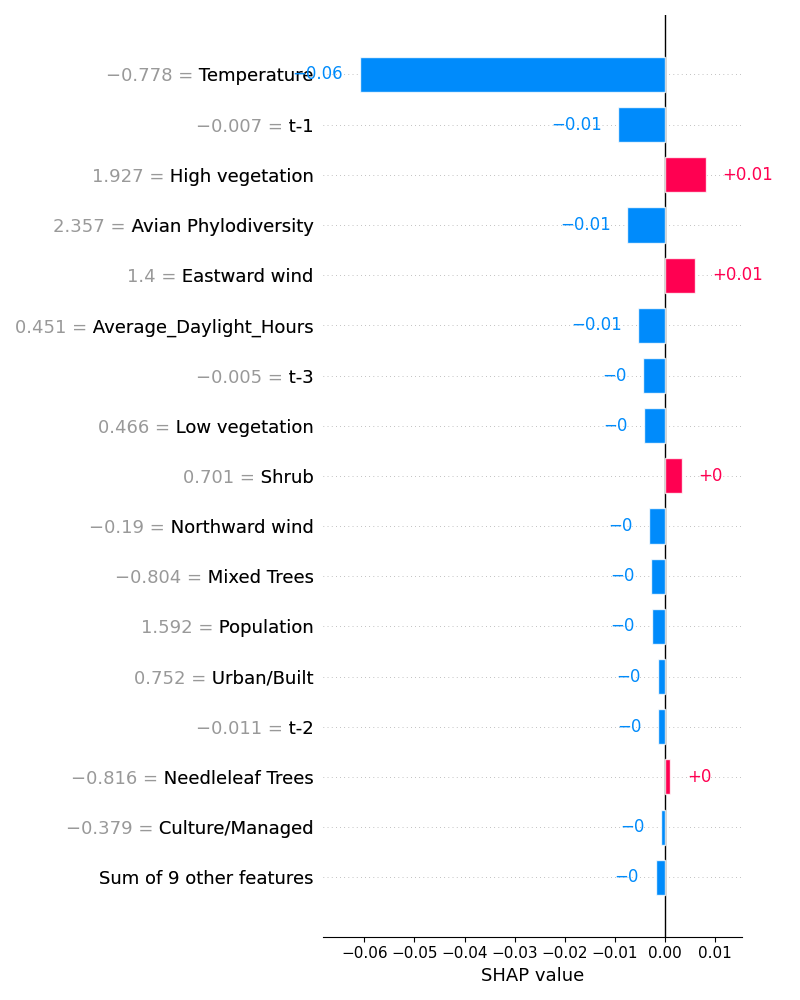 −0.778 = Temperature −0.06
−0.007 = t-1 −0.01
1.927 = High vegetation +0.01
2.357 = Avian Phylodiversity −0.01
1.4 = Eastward wind +0.01
0.451 = Average_Daylight_Hours −0.01
−0.005 = t-3 −0
0.466 = Low vegetation −0
0.701 = Shrub +0
−0.19 = Northward wind −0
−0.804 = Mixed Trees −0
1.592 = Population −0
0.752 = Urban/Built −0
−0.011 = t-2 −0
−0.816 = Needleleaf Trees +0
−0.379 = Culture/Managed −0
Sum of 9 other features −0
−0.06 −0.05 −0.04 −0.03 −0.02 −0.01 0.00 0.01
SHAP value